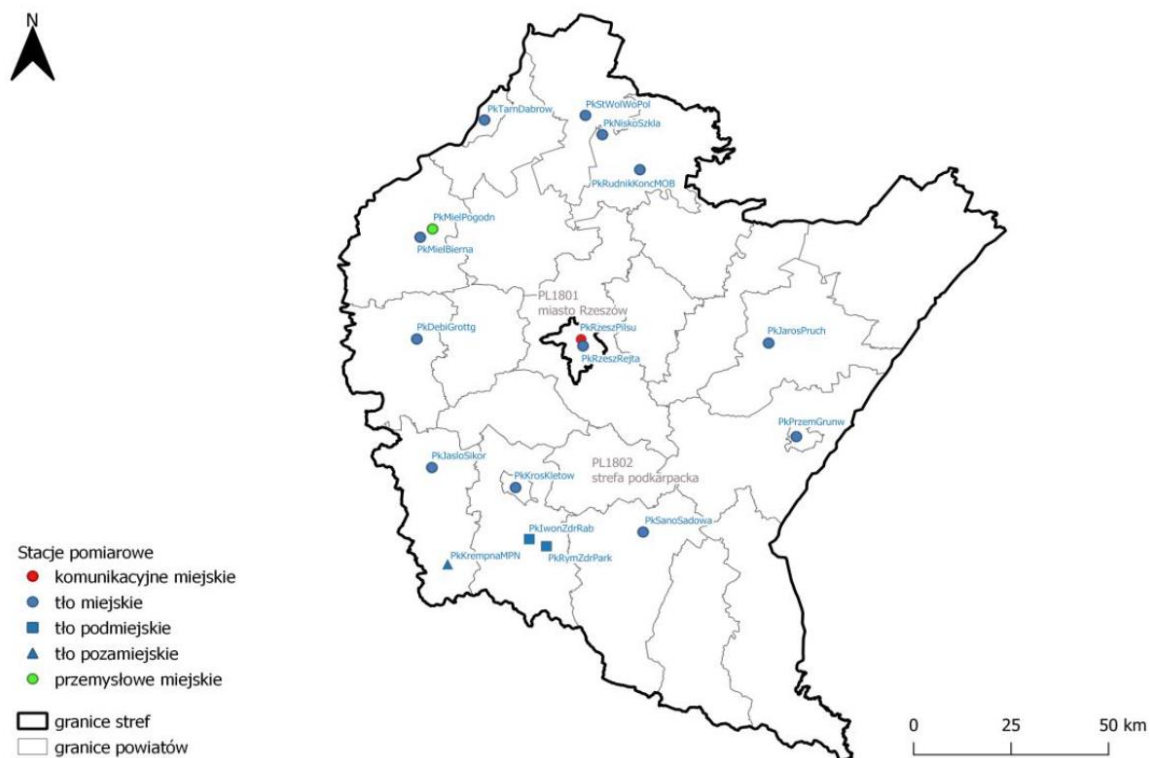 N
PkTarnDabrow
PkStWolWoPol
PkNiskoSzkla
PkRudnikKoncMOB
PkMielPogodn
PkMielBierna
PL1801
miasto Rzeszów
PkRzeszPilsu
PkRzeszRejta
PkDebiGrottg
PkJarosPruch
PkPrzemGrunw
PL1802
strefa podkarpacka
PkJasloSikor
PkKrosKletow
PkSanoSadowa
PkIwonZdrRab
PkRymZdrPark
PkKrempnaMPN
Stacje pomiarowe
komunikacyjne miejskie
tło miejskie
tło podmiejskie
tło pozamiejskie
przemysłowe miejskie
granice stref
granice powiatów
0 25 50 km